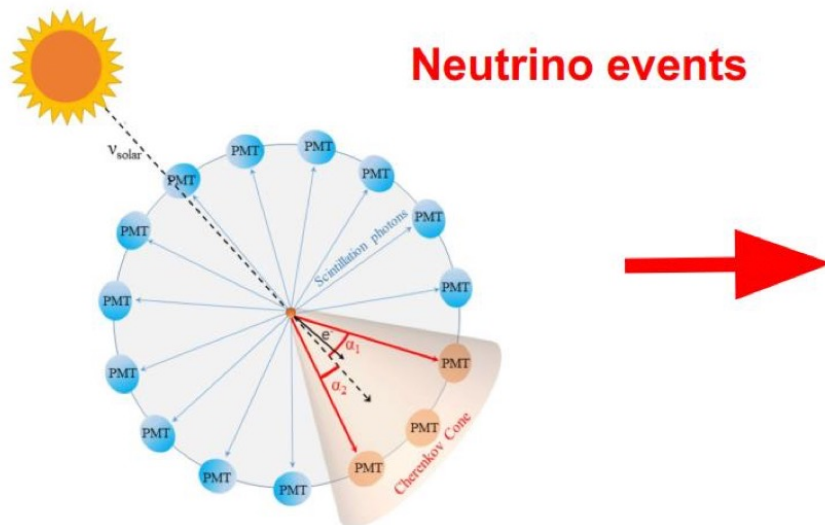 Neutrino events
ν_solar
PMT
PMT
PMT
PMT
PMT
PMT
Scintillation photons
PMT
PMT
e⁻
α₁
α₂
PMT
PMT
PMT
PMT
PMT
PMT
PMT
Cherenkov Cone